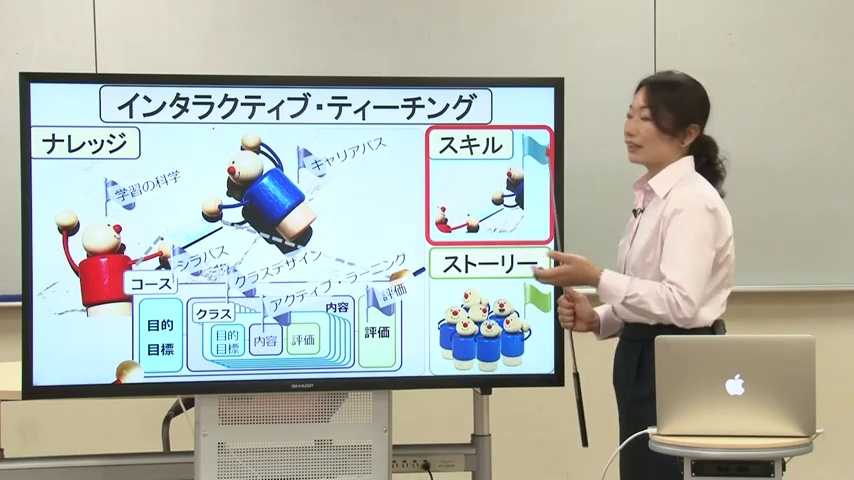 インタラクティブ・ティーチング
ナレッジ
学習の科学
キャリアパス
シラバス
クラスデザイン
アクティブ・ラーニング
評価
コース
目的
目標
クラス
内容
目的
目標
内容
評価
評価
スキル
ストーリー
SHARP